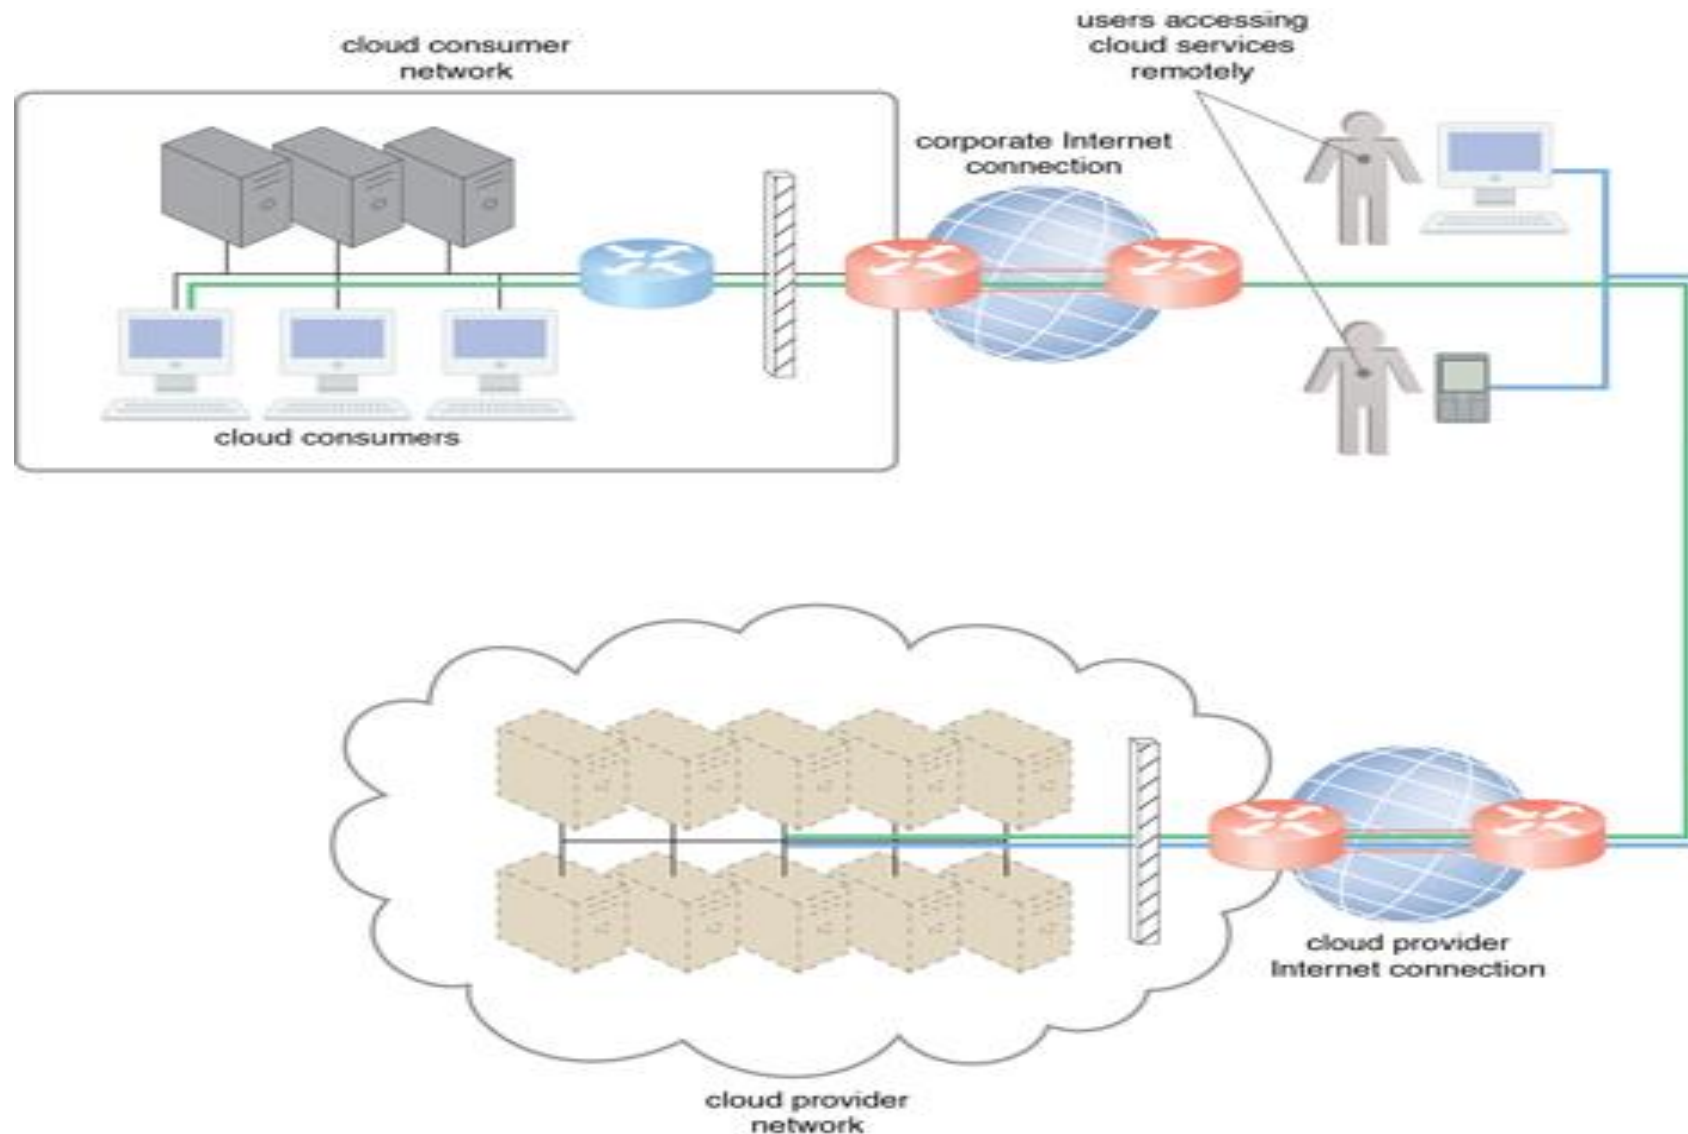 cloud consumer
network
users accessing
cloud services
remotely
corporate Internet
connection
cloud consumers
cloud provider
Internet connection
cloud provider
network